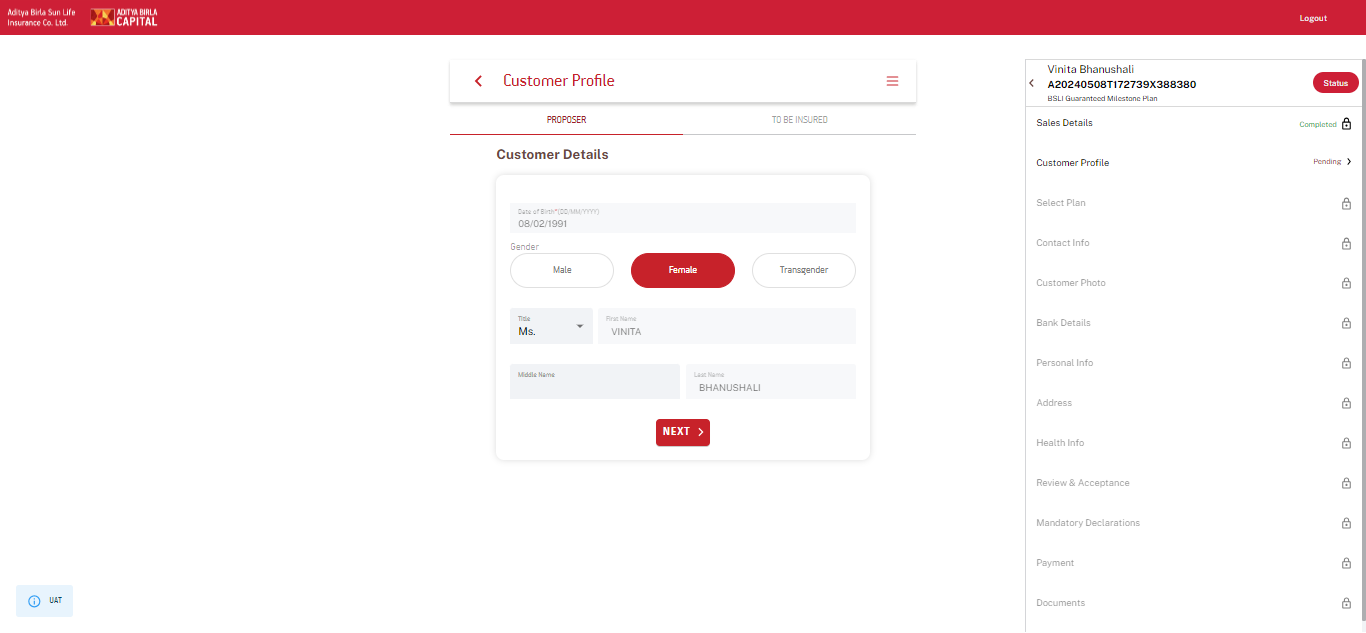 Aditya Birla Sun Life
Insurance Co. Ltd.
ADITYA BIRLA
CAPITAL
Logout
Customer Profile
PROPOSER
TO BE INSURED
Customer Details
Date of Birth*(DD/MM/YYYY)
08/02/1991
Gender
Male
Female
Transgender
Title
Ms.
First Name
VINITA
Middle Name
Last Name
BHANUSHALI
NEXT
UAT
Vinita Bhanushali
A20240508T172739X388380
BSLI Guaranteed Milestone Plan
Status
Sales Details
Completed
Customer Profile
Pending
Select Plan
Contact Info
Customer Photo
Bank Details
Personal Info
Address
Health Info
Review & Acceptance
Mandatory Declarations
Payment
Documents